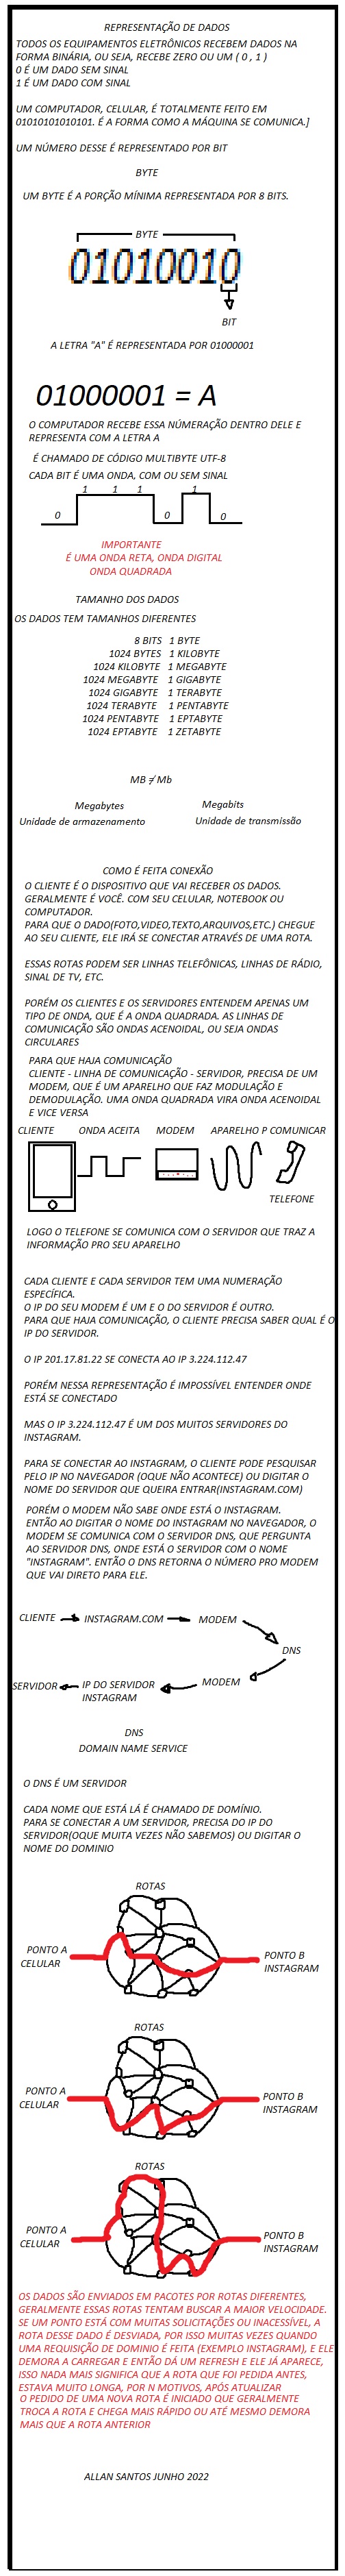 REPRESENTAÇÃO DE DADOS
TODOS OS EQUIPAMENTOS ELETRÔNICOS RECEBEM DADOS NA
FORMA BINÁRIA, OU SEJA, RECEBE ZERO OU UM ( 0 , 1 )
0 É UM DADO SEM SINAL
1 É UM DADO COM SINAL
UM COMPUTADOR, CELULAR, É TOTALMENTE FEITO EM
01010101010101. É A FORMA COMO A MÁQUINA SE COMUNICA.]
UM NÚMERO DESSE É REPRESENTADO POR BIT
BYTE
UM BYTE É A PORÇÃO MÍNIMA REPRESENTADA POR 8 BITS.
BYTE
01010010
BIT
A LETRA "A" É REPRESENTADA POR 01000001
01000001 = A
O COMPUTADOR RECEBE ESSA NÚMERAÇÃO DENTRO DELE E
REPRESENTA COM A LETRA A
É CHAMADO DE CÓDIGO MULTIBYTE UTF-8
CADA BIT É UMA ONDA, COM OU SEM SINAL
0 1 1 1 0 1 0
IMPORTANTE
É UMA ONDA RETA, ONDA DIGITAL
ONDA QUADRADA
TAMANHO DOS DADOS
OS DADOS TEM TAMANHOS DIFERENTES
8 BITS 1 BYTE
1024 BYTES 1 KILOBYTE
1024 KILOBYTE 1 MEGABYTE
1024 MEGABYTE 1 GIGABYTE
1024 GIGABYTE 1 TERABYTE
1024 TERABYTE 1 PENTABYTE
1024 PENTABYTE 1 EPTABYTE
1024 EPTABYTE 1 ZETABYTE
MB ≠ Mb
Megabytes Megabits
Unidade de armazenamento Unidade de transmissão
COMO É FEITA CONEXÃO
O CLIENTE É O DISPOSITIVO QUE VAI RECEBER OS DADOS.
GERALMENTE É VOCÊ. COM SEU CELULAR, NOTEBOOK OU
COMPUTADOR.
PARA QUE O DADO(FOTO,VIDEO,TEXTO,ARQUIVOS,ETC.) CHEGUE
AO SEU CLIENTE, ELE IRÁ SE CONECTAR ATRAVÉS DE UMA ROTA.
ESSAS ROTAS PODEM SER LINHAS TELEFÔNICAS, LINHAS DE RÁDIO,
SINAL DE TV, ETC.
PORÉM OS CLIENTES E OS SERVIDORES ENTENDEM APENAS UM
TIPO DE ONDA, QUE É A ONDA QUADRADA. AS LINHAS DE
COMUNICAÇÃO SÃO ONDAS ACENOIDAL, OU SEJA ONDAS
CIRCULARES
PARA QUE HAJA COMUNICAÇÃO
CLIENTE - LINHA DE COMUNICAÇÃO - SERVIDOR, PRECISA DE UM
MODEM, QUE É UM APARELHO QUE FAZ MODULAÇÃO E
DEMODULAÇÃO. UMA ONDA QUADRADA VIRA ONDA ACENOIDAL
E VICE VERSA
CLIENTE ONDA ACEITA MODEM APARELHO P COMUNICAR
TELEFONE
LOGO O TELEFONE SE COMUNICA COM O SERVIDOR QUE TRAZ A
INFORMAÇÃO PRO SEU APARELHO
CADA CLIENTE E CADA SERVIDOR TEM UMA NUMERAÇÃO
ESPECÍFICA.
O IP DO SEU MODEM É UM E O DO SERVIDOR É OUTRO.
PARA QUE HAJA COMUNICAÇÃO, O CLIENTE PRECISA SABER QUAL É O
IP DO SERVIDOR.
O IP 201.17.81.22 SE CONECTA AO IP 3.224.112.47
PORÉM NESSA REPRESENTAÇÃO É IMPOSSÍVEL ENTENDER ONDE
ESTÁ SE CONECTADO
MAS O IP 3.224.112.47 É UM DOS MUITOS SERVIDORES DO
INSTAGRAM.
PARA SE CONECTAR AO INSTAGRAM, O CLIENTE PODE PESQUISAR
PELO IP NO NAVEGADOR (OQUE NÃO ACONTECE) OU DIGITAR O
NOME DO SERVIDOR QUE QUEIRA ENTRAR(INSTAGRAM.COM)
PORÉM O MODEM NÃO SABE ONDE ESTÁ O INSTAGRAM.
ENTÃO AO DIGITAR O NOME DO INSTAGRAM NO NAVEGADOR, O
MODEM SE COMUNICA COM O SERVIDOR DNS, QUE PERGUNTA
AO SERVIDOR DNS, ONDE ESTÁ O SERVIDOR COM O NOME
"INSTAGRAM". ENTÃO O DNS RETORNA O NÚMERO PRO MODEM
QUE VAI DIRETO PARA ELE.
CLIENTE INSTAGRAM.COM MODEM
DNS
SERVIDOR IP DO SERVIDOR MODEM
INSTAGRAM
DNS
DOMAIN NAME SERVICE
O DNS É UM SERVIDOR
CADA NOME QUE ESTÁ LÁ É CHAMADO DE DOMÍNIO.
PARA SE CONECTAR A UM SERVIDOR, PRECISA DO IP DO
SERVIDOR(OQUE MUITA VEZES NÃO SABEMOS) OU DIGITAR O
NOME DO DOMINIO
ROTAS
PONTO A PONTO B
CELULAR INSTAGRAM
ROTAS
PONTO A PONTO B
CELULAR INSTAGRAM
ROTAS
PONTO A PONTO B
CELULAR INSTAGRAM
OS DADOS SÃO ENVIADOS EM PACOTES POR ROTAS DIFERENTES,
GERALMENTE ESSAS ROTAS TENTAM BUSCAR A MAIOR VELOCIDADE.
SE UM PONTO ESTÁ COM MUITAS SOLICITAÇÕES OU INACESSÍVEL, A
ROTA DESSE DADO É DESVIADA, POR ISSO MUITAS VEZES QUANDO
UMA REQUISIÇÃO DE DOMINIO É FEITA (EXEMPLO INSTAGRAM), E ELE
DEMORA A CARREGAR E ENTÃO DÁ UM REFRESH E ELE JÁ APARECE,
ISSO NADA MAIS SIGNIFICA QUE A ROTA QUE FOI PEDIDA ANTES,
ESTAVA MUITO LONGA, POR N MOTIVOS, APÓS ATUALIZAR
O PEDIDO DE UMA NOVA ROTA É INICIADO QUE GERALMENTE
TROCA A ROTA E CHEGA MAIS RÁPIDO OU ATÉ MESMO DEMORA
MAIS QUE A ROTA ANTERIOR
ALLAN SANTOS JUNHO 2022